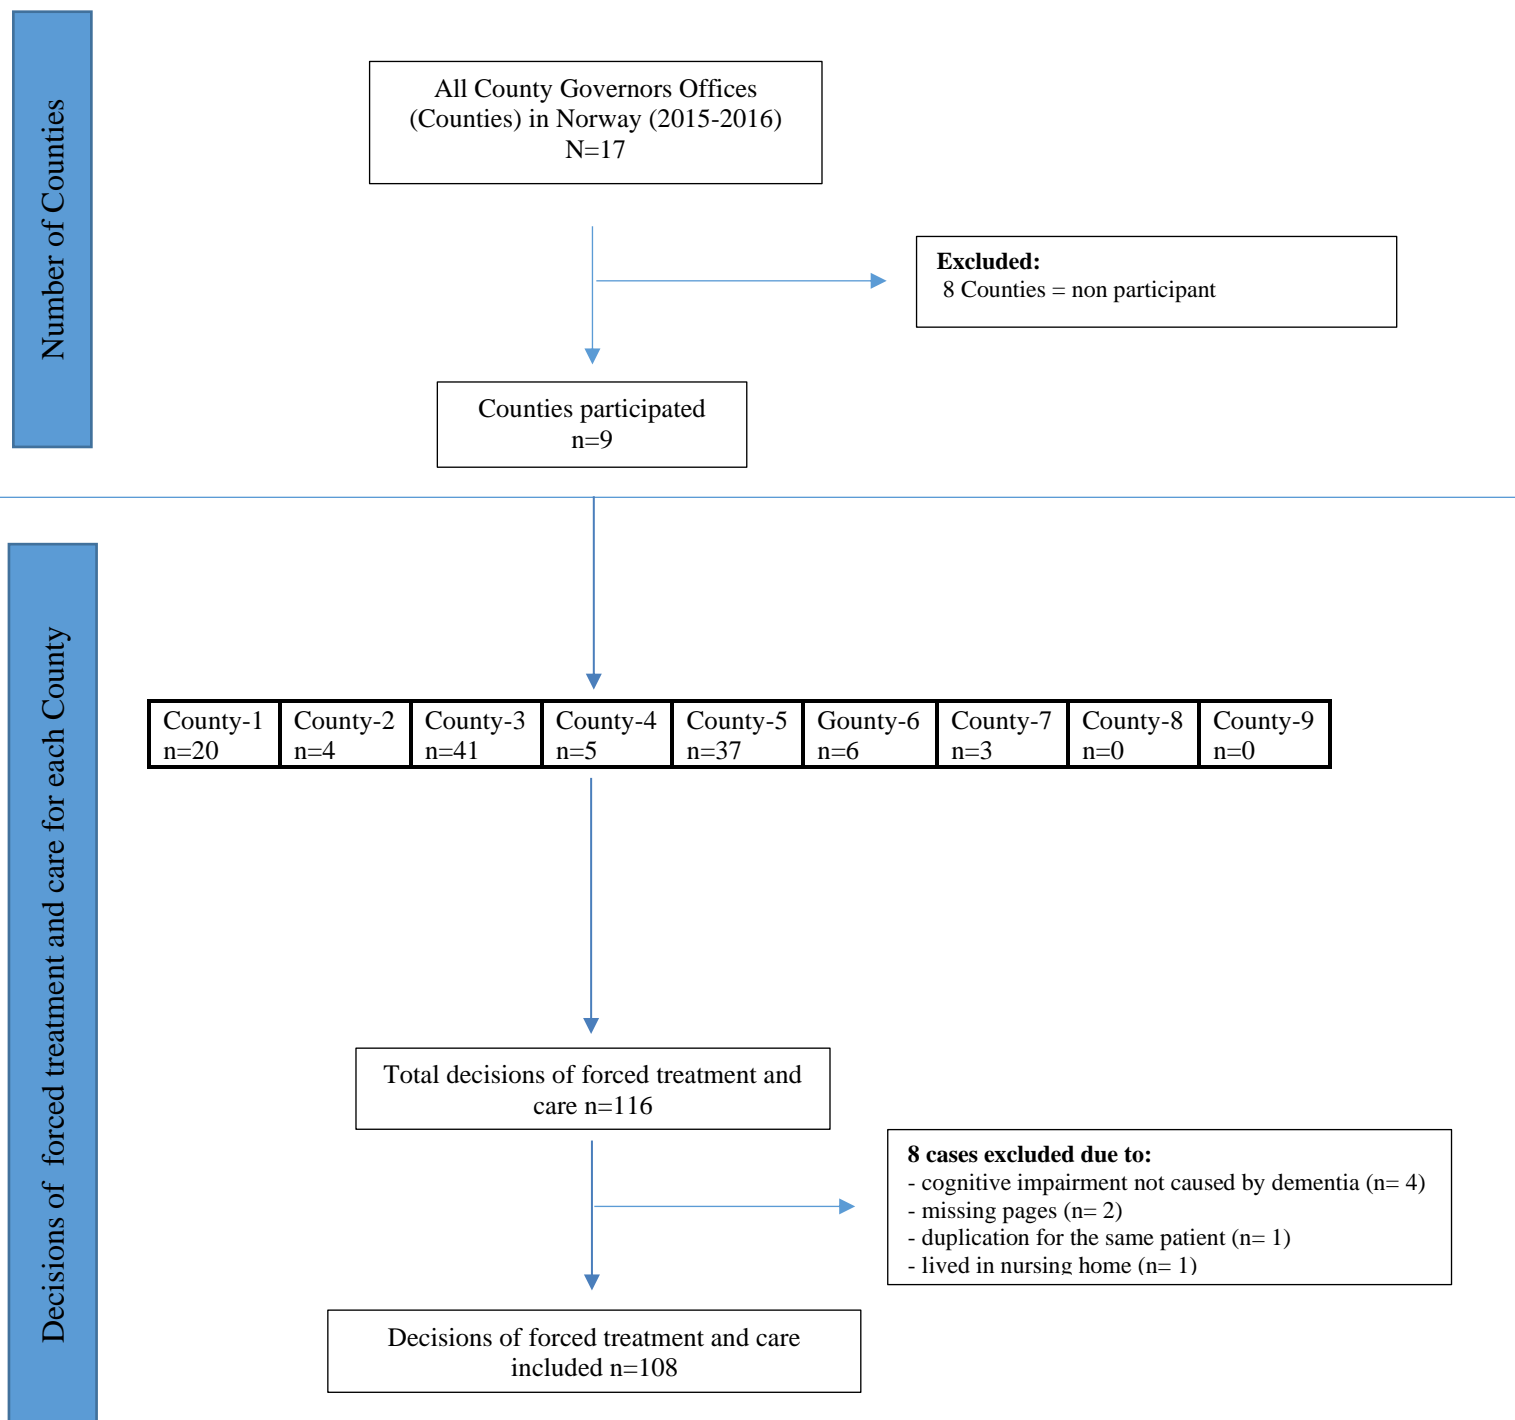 Number of Counties
All County Governors Offices
(Counties) in Norway (2015-2016)
N=17
Excluded:
8 Counties = non participant
Counties participated
n=9
Decisions of  forced treatment and care for each County
County-1
n=20
County-2
n=4
County-3
n=41
County-4
n=5
County-5
n=37
Gounty-6
n=6
County-7
n=3
County-8
n=0
County-9
n=0
Total decisions of forced treatment and
care n=116
8 cases excluded due to:
- cognitive impairment not caused by dementia (n= 4)
- missing pages (n= 2)
- duplication for the same patient (n= 1)
- lived in nursing home (n= 1)
Decisions of forced treatment and care
included n=108